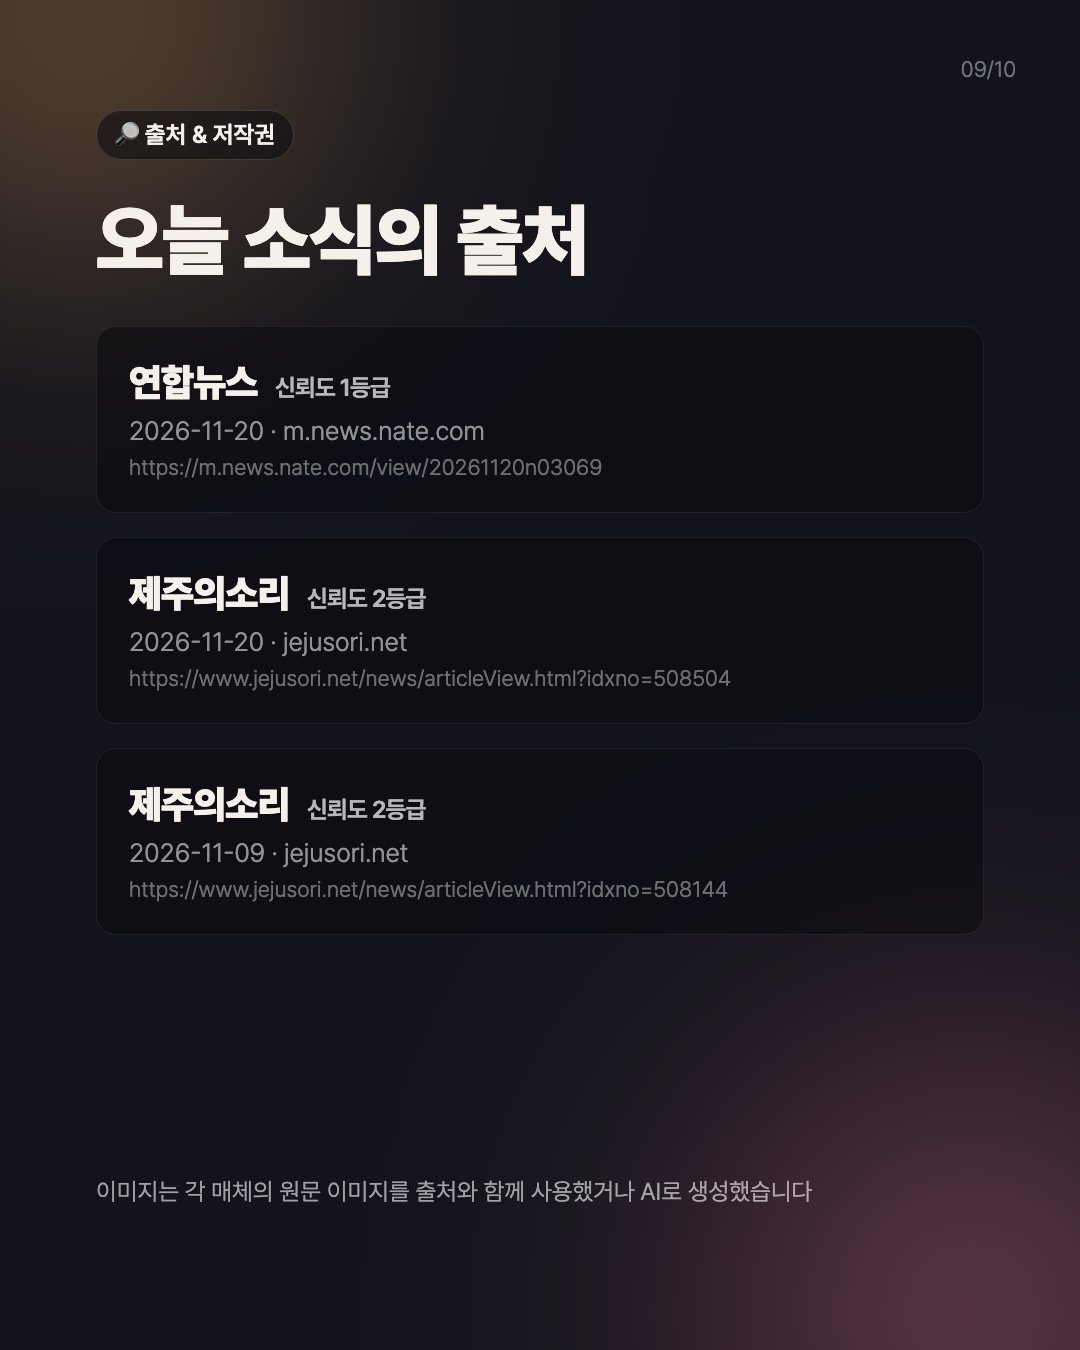 09/10
🔎 출처 & 저작권
오늘 소식의 출처
연합뉴스 신뢰도 1등급
2026-11-20 · m.news.nate.com
https://m.news.nate.com/view/20261120n03069
제주의소리 신뢰도 2등급
2026-11-20 · jejusori.net
https://www.jejusori.net/news/articleView.html?idxno=508504
제주의소리 신뢰도 2등급
2026-11-09 · jejusori.net
https://www.jejusori.net/news/articleView.html?idxno=508144
이미지는 각 매체의 원문 이미지를 출처와 함께 사용했거나 AI로 생성했습니다